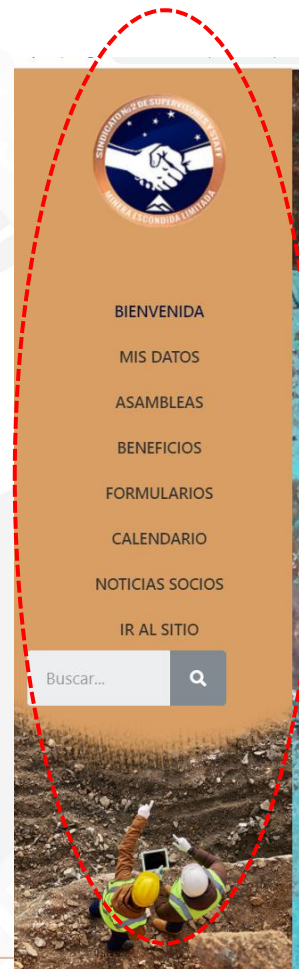 SINDICATO No2 DE SUPERVISORES Y STAFF
MINERA ESCONDIDA LIMITADA
BIENVENIDA
MIS DATOS
ASAMBLEAS
BENEFICIOS
FORMULARIOS
CALENDARIO
NOTICIAS SOCIOS
IR AL SITIO
Buscar...